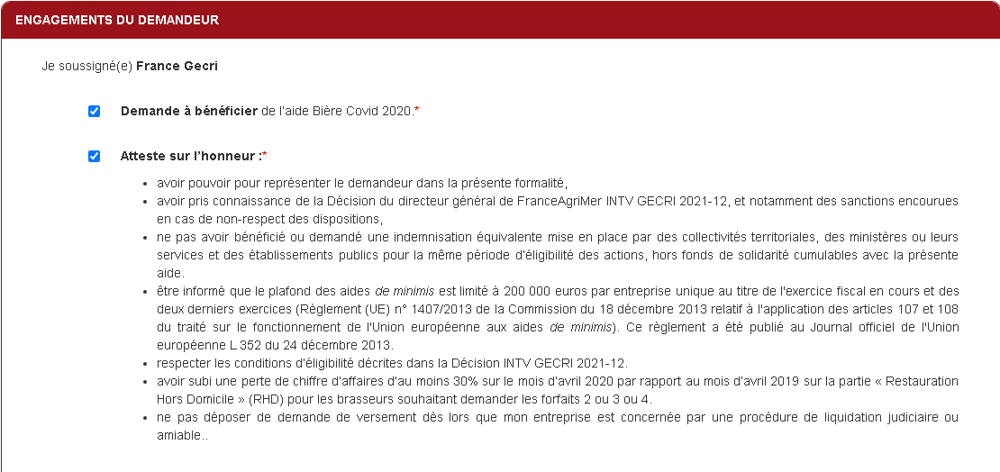 ENGAGEMENTS DU DEMANDEUR
Je soussigné(e) France Gecri
Demande à bénéficier de l'aide Bière Covid 2020.*
Atteste sur l'honneur :*
• avoir pouvoir pour représenter le demandeur dans la présente formalité,
• avoir pris connaissance de la Décision du directeur général de FranceAgriMer INTV GECRI 2021-12, et notamment des sanctions encourues
en cas de non-respect des dispositions,
• ne pas avoir bénéficié ou demandé une indemnisation équivalente mise en place par des collectivités territoriales, des ministères ou leurs
services et des établissements publics pour la même période d'éligibilité des actions, hors fonds de solidarité cumulables avec la présente
aide.
• être informé que le plafond des aides de minimis est limité à 200 000 euros par entreprise unique au titre de l'exercice fiscal en cours et des
deux derniers exercices (Règlement (UE) n° 1407/2013 de la Commission du 18 décembre 2013 relatif à l'application des articles 107 et 108
du traité sur le fonctionnement de l'Union européenne aux aides de minimis). Ce règlement a été publié au Journal officiel de l'Union
européenne L 352 du 24 décembre 2013.
• respecter les conditions d'éligibilité décrites dans la Décision INTV GECRI 2021-12.
• avoir subi une perte de chiffre d'affaires d'au moins 30% sur le mois d'avril 2020 par rapport au mois d'avril 2019 sur la partie « Restauration
Hors Domicile » (RHD) pour les brasseurs souhaitant demander les forfaits 2 ou 3 ou 4.
• ne pas déposer de demande de versement dès lors que mon entreprise est concernée par une procédure de liquidation judiciaire ou
amiable..